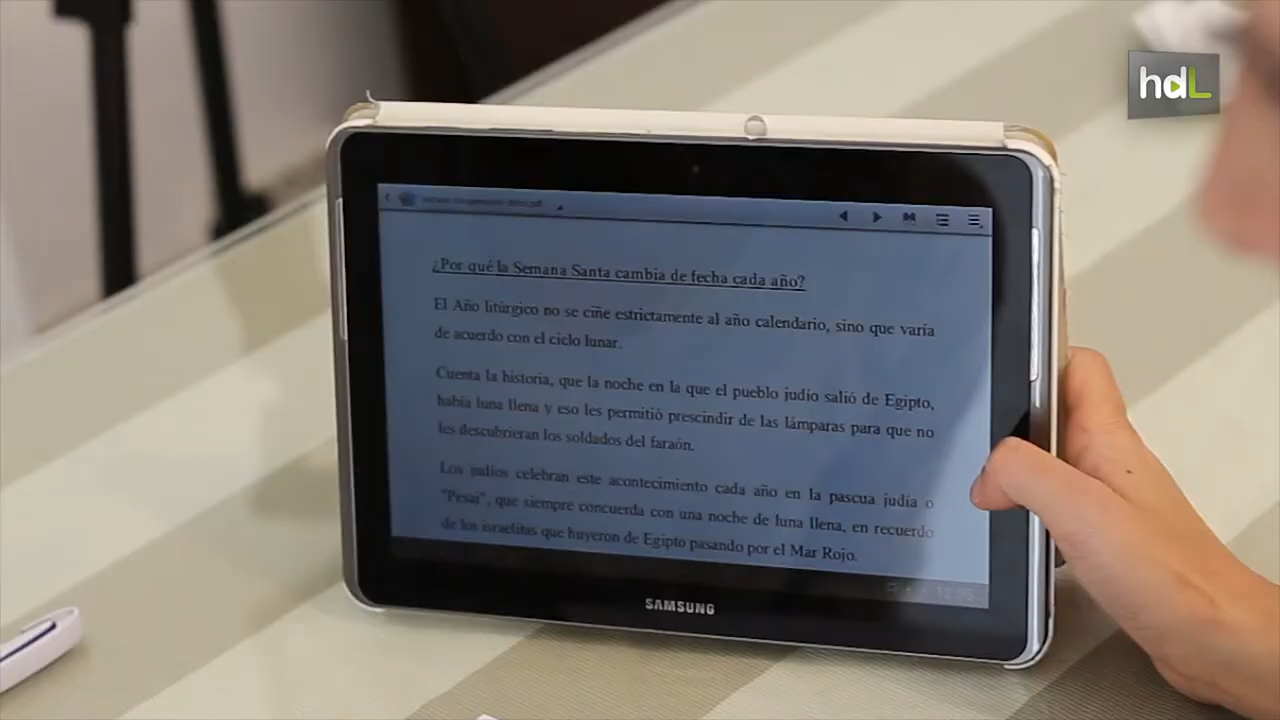 hdL
¿Por qué la Semana Santa cambia de fecha cada año?
El Año litúrgico no se ciñe estrictamente al año calendario, sino que varía
de acuerdo con el ciclo lunar.
Cuenta la historia, que la noche en la que el pueblo judío salió de Egipto,
había luna llena y eso les permitió prescindir de las lámparas para que no
les descubrieran los soldados del faraón.
Los judíos celebran este acontecimiento cada año en la pascua judía o
"Pesaj", que siempre concuerda con una noche de luna llena, en recuerdo
de los israelitas que huyeron de Egipto pasando por el Mar Rojo.
SAMSUNG